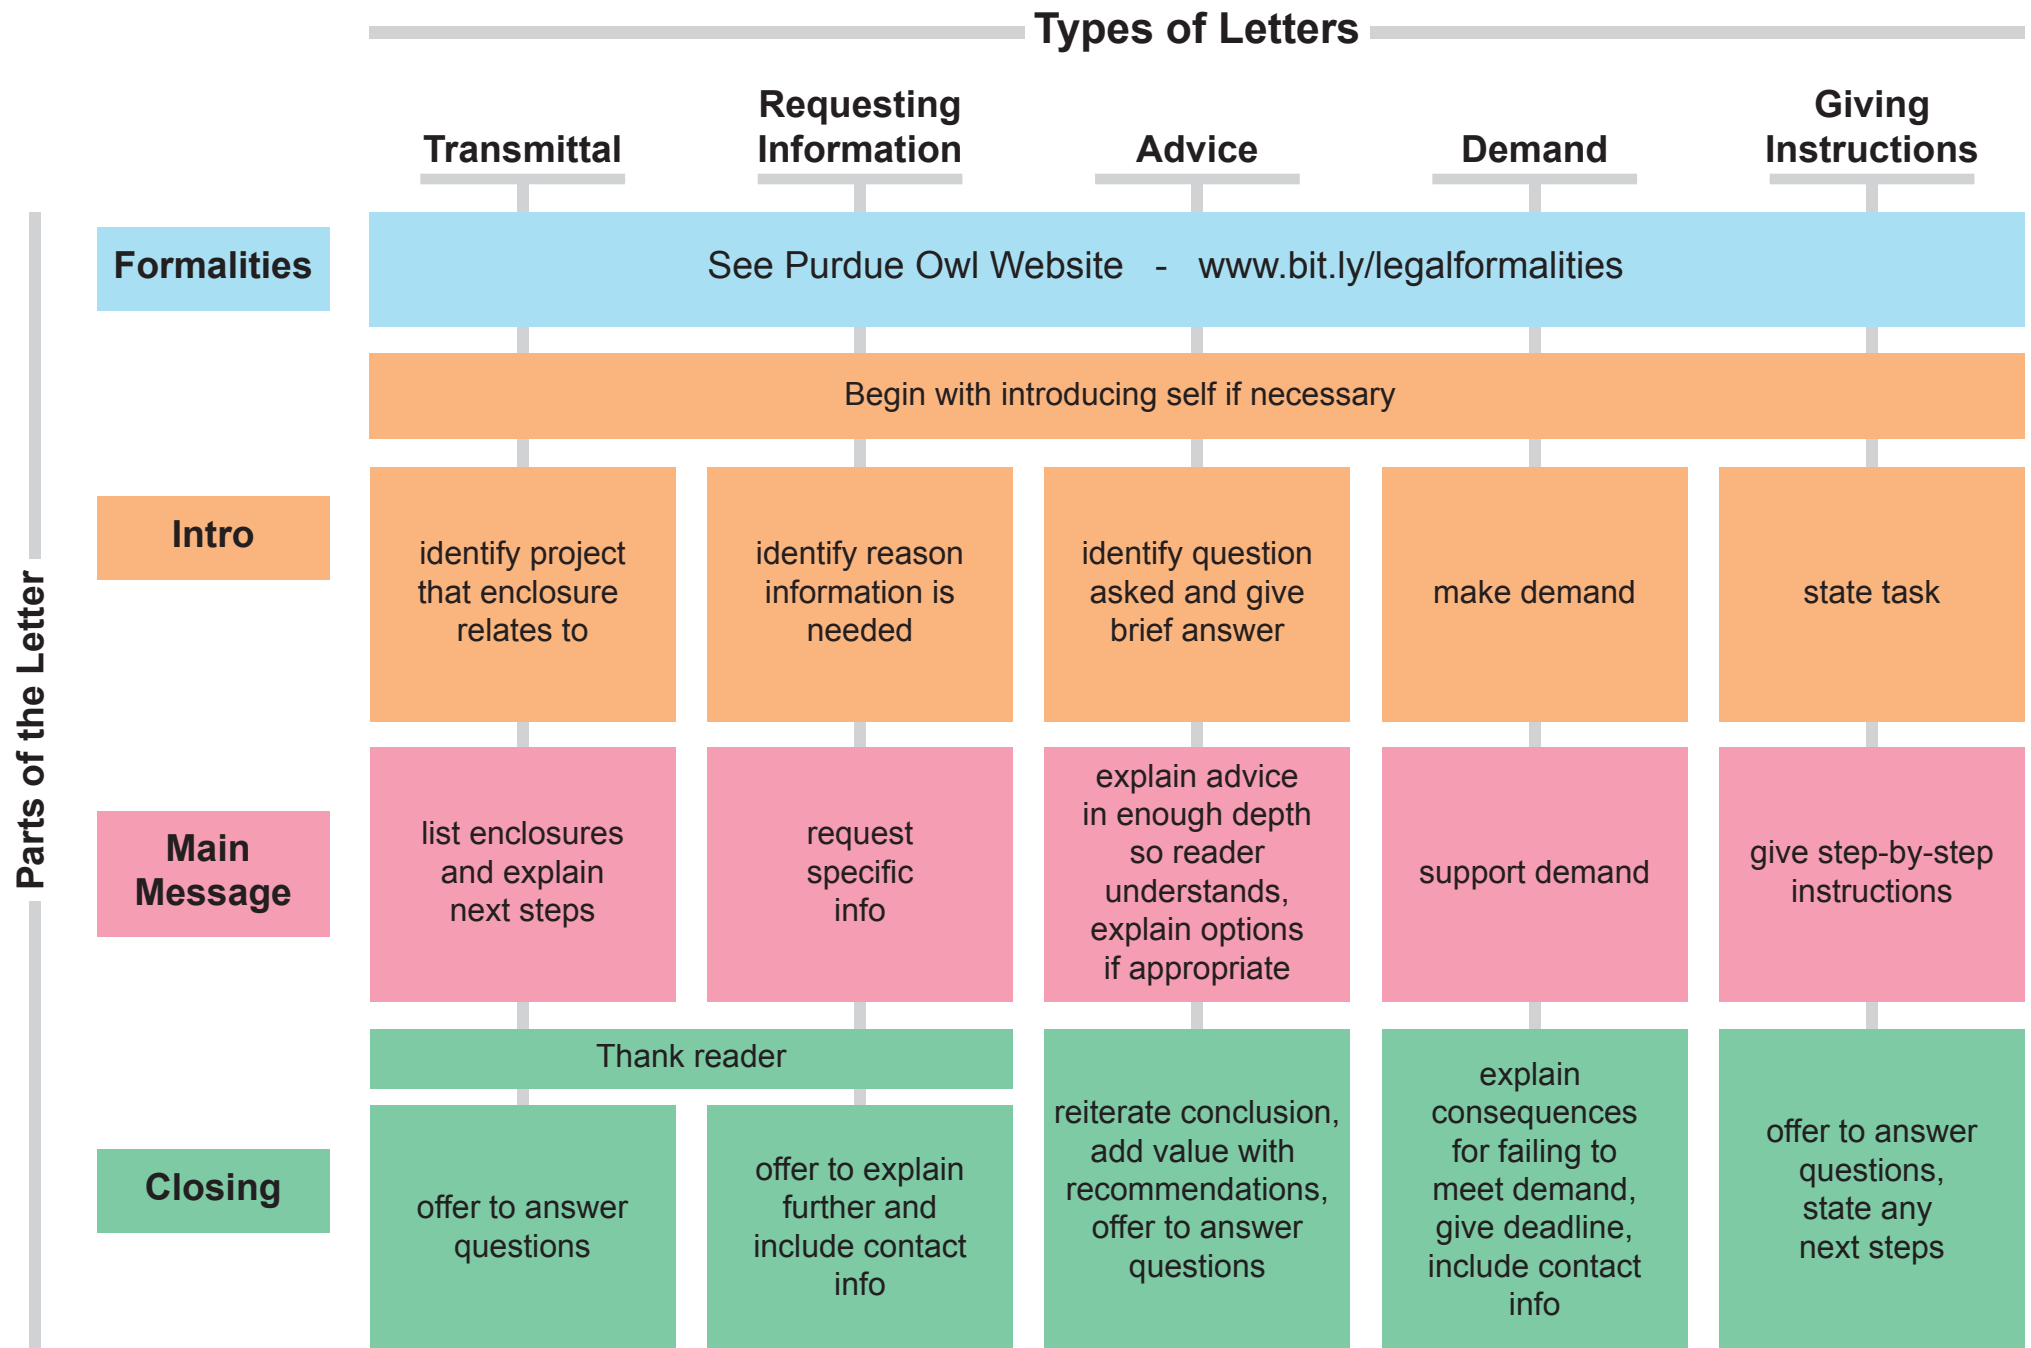 Types of Letters
Transmittal
Requesting
Information
Advice
Demand
Giving
Instructions
Parts of the Letter
Formalities
See Purdue Owl Website - www.bit.ly/legalformalities
Begin with introducing self if necessary
Intro
identify project
that enclosure
relates to
identify reason
information is
needed
identify question
asked and give
brief answer
make demand
state task
Main
Message
list enclosures
and explain
next steps
request
specific
info
explain advice
in enough depth
so reader
understands,
explain options
if appropriate
support demand
give step-by-step
instructions
Closing
Thank reader
offer to answer
questions
offer to explain
further and
include contact
info
reiterate conclusion,
add value with
recommendations,
offer to answer
questions
explain
consequences
for failing to
meet demand,
give deadline,
include contact
info
offer to answer
questions,
state any
next steps